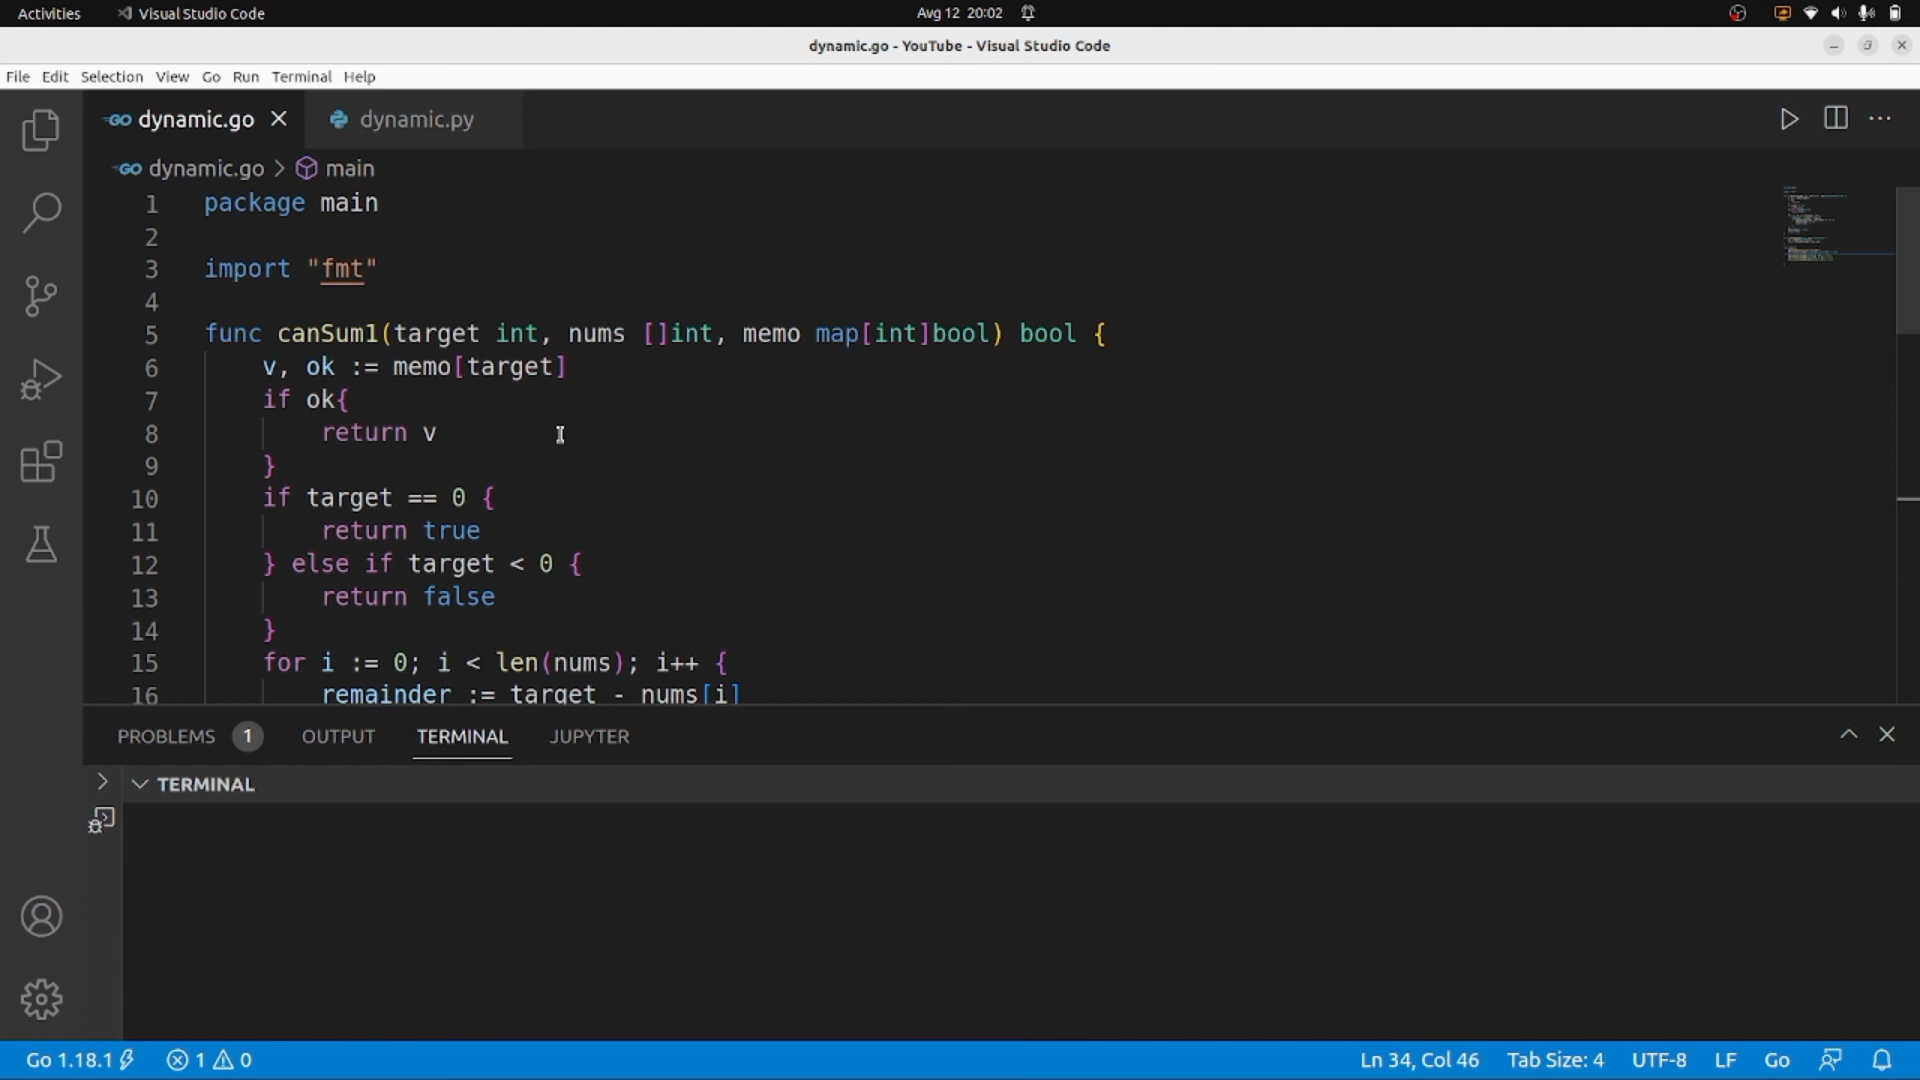 Activities Visual Studio Code Avg 12 20:02
dynamic.go - YouTube - Visual Studio Code
File Edit Selection View Go Run Terminal Help
GO dynamic.go dynamic.py
GO dynamic.go > main
1 package main
2
3 import "fmt"
4
5 func canSum1(target int, nums []int, memo map[int]bool) bool {
6 v, ok := memo[target]
7 if ok{
8 return v
9 }
10 if target == 0 {
11 return true
12 } else if target < 0 {
13 return false
14 }
15 for i := 0; i < len(nums); i++ {
16 remainder := target - nums[i]
PROBLEMS 1 OUTPUT TERMINAL JUPYTER
TERMINAL
Go 1.18.1 1 0 Ln 34, Col 46 Tab Size: 4 UTF-8 LF Go